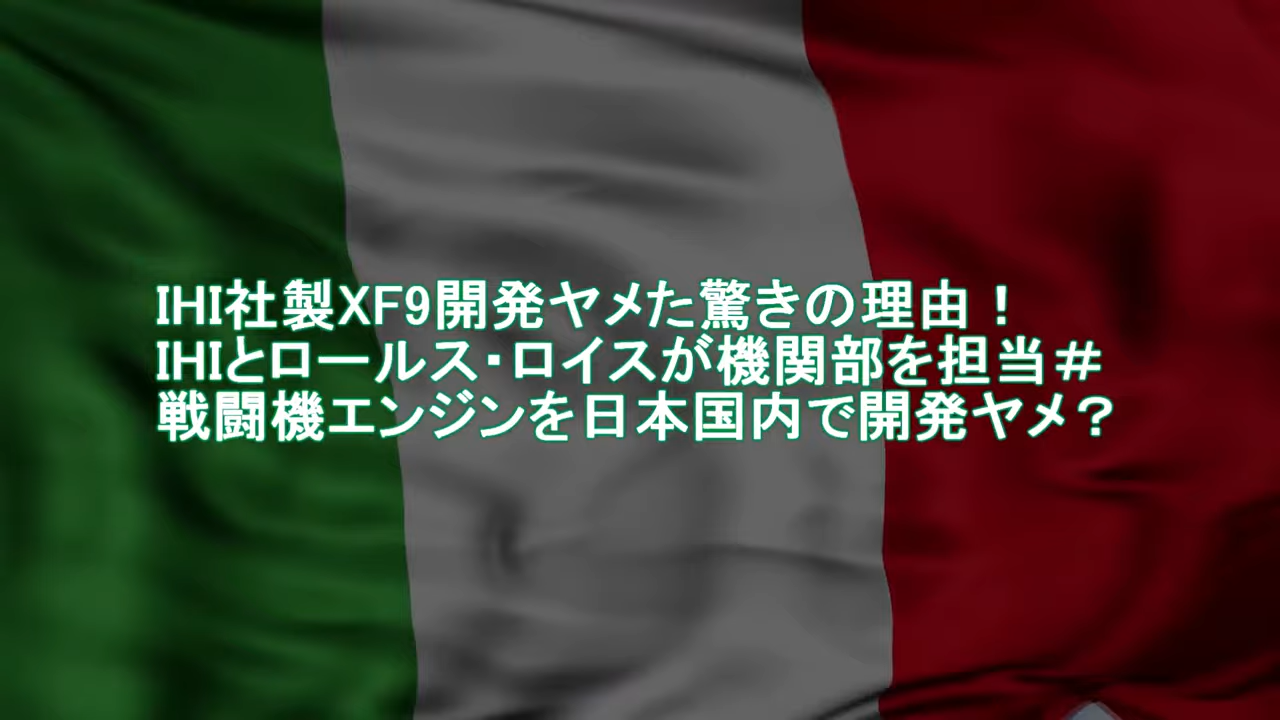 IHI社製XF9開発ヤメた驚きの理由！
IHIとロールス・ロイスが機関部を担当＃
戦闘機エンジンを日本国内で開発ヤメ？